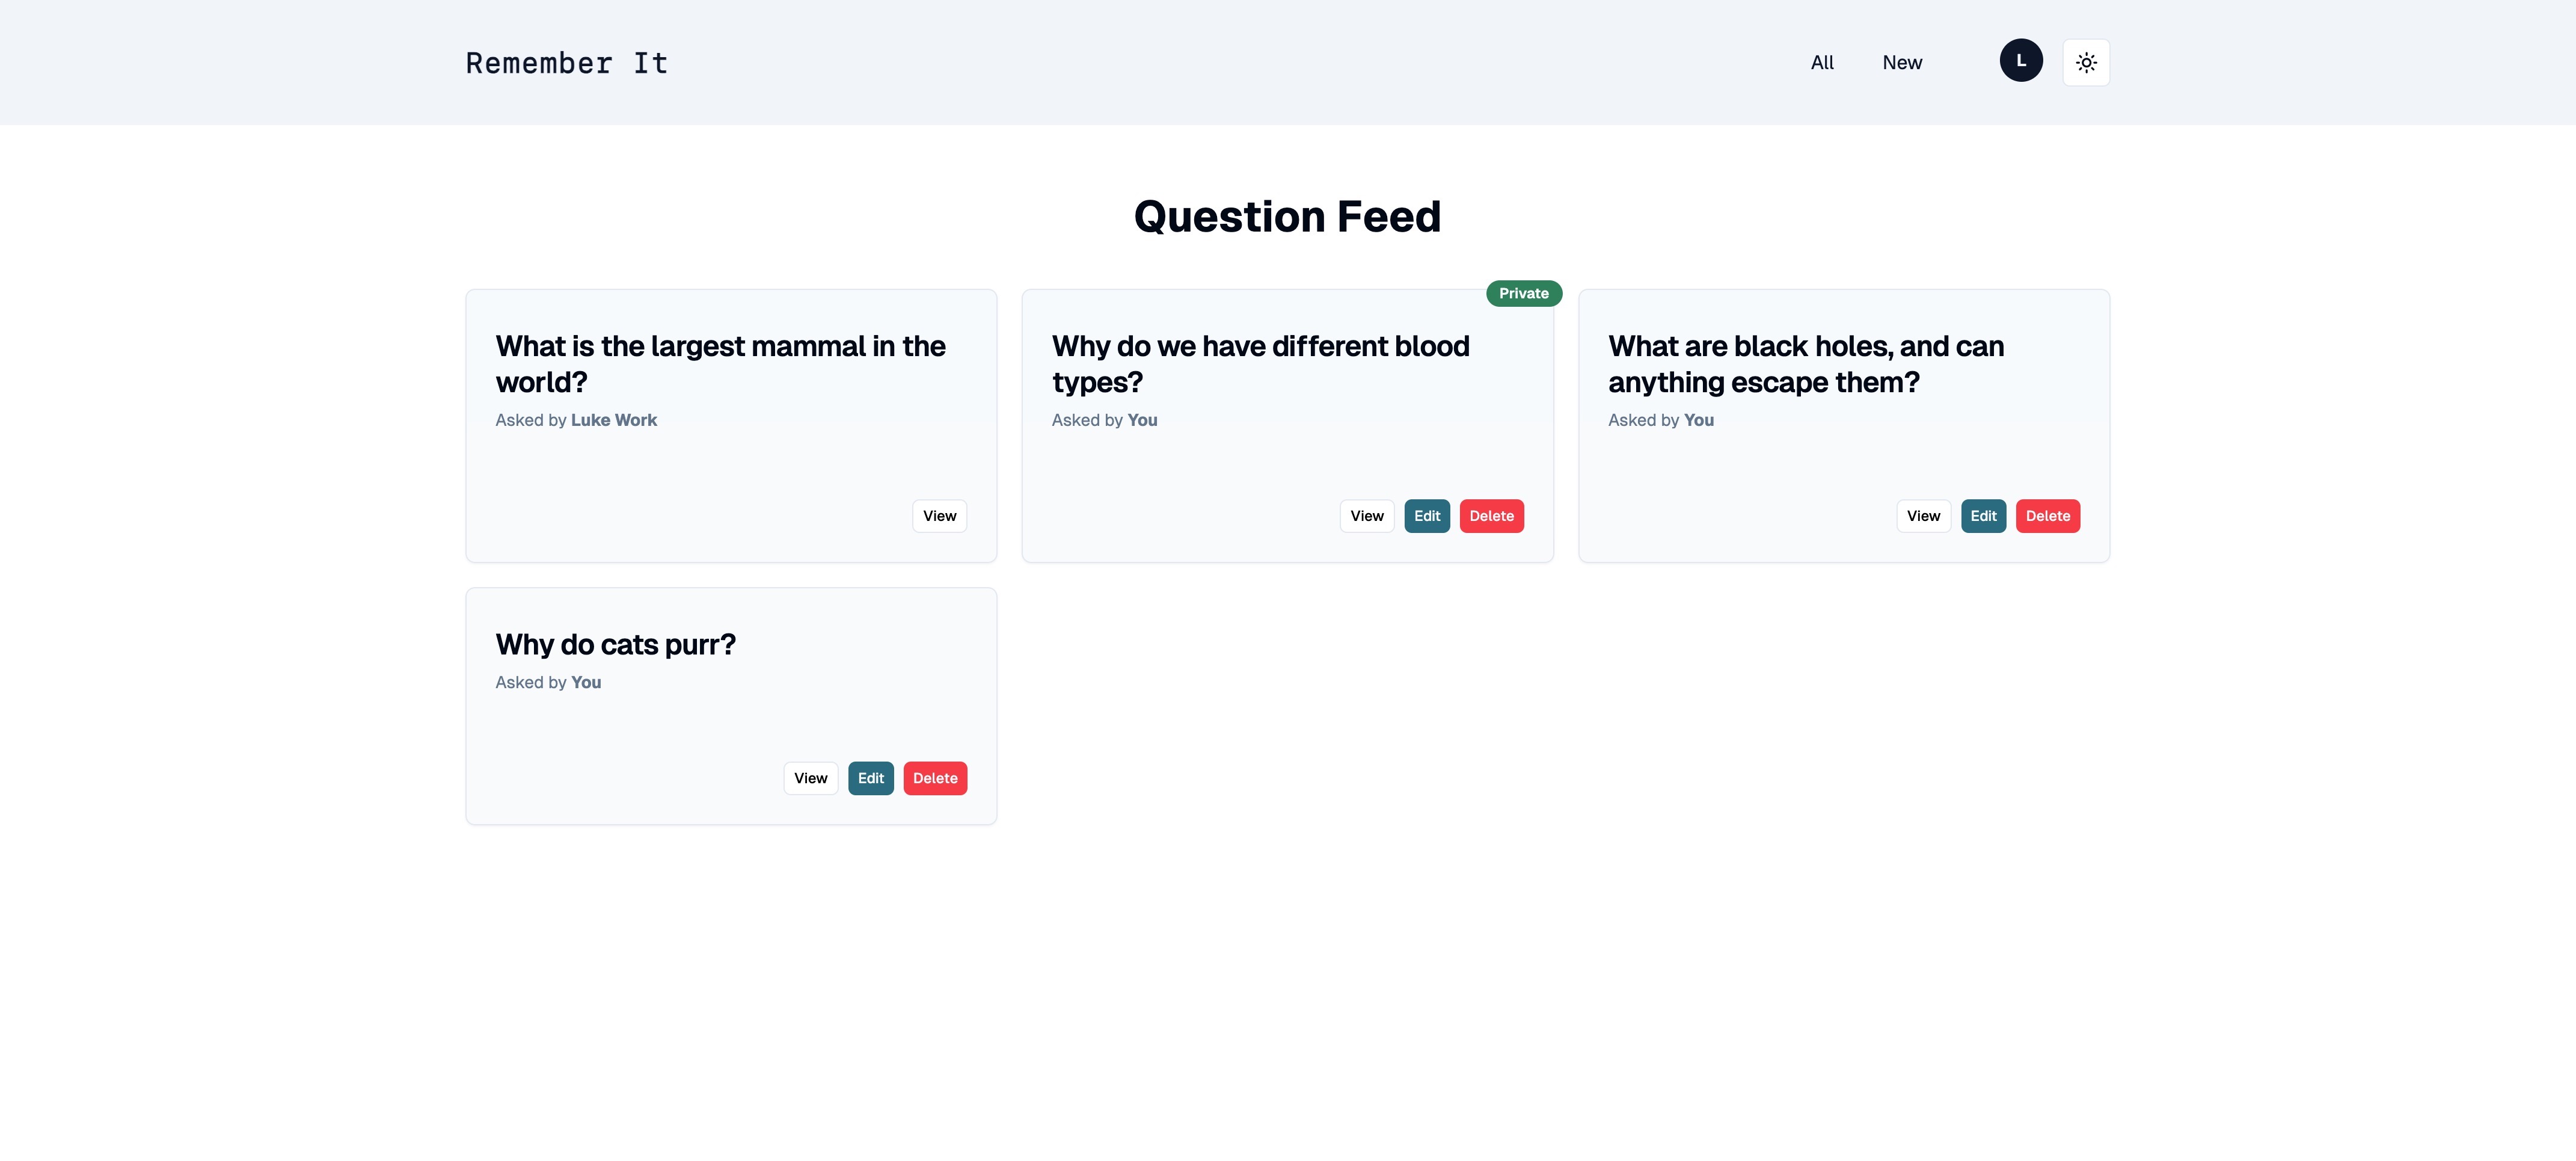 Remember It
All
New
L
Question Feed
What is the largest mammal in the
world?
Asked by Luke Work
View
Private
Why do we have different blood
types?
Asked by You
View
Edit
Delete
What are black holes, and can
anything escape them?
Asked by You
View
Edit
Delete
Why do cats purr?
Asked by You
View
Edit
Delete